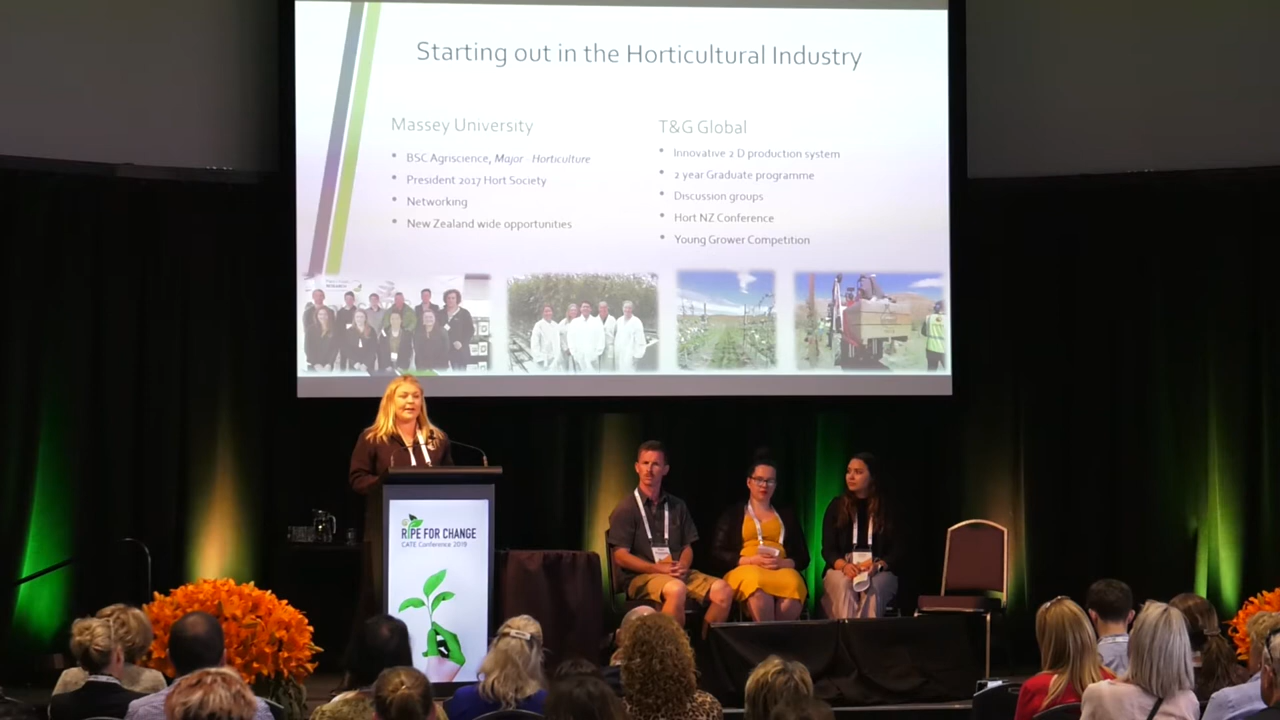 Starting out in the Horticultural Industry
Massey University
• BSC Agriscience, Major - Horticulture
• President 2017 Hort Society
• Networking
• New Zealand wide opportunities
T&G Global
• Innovative 2 D production system
• 2 year Graduate programme
• Discussion groups
• Hort NZ Conference
• Young Grower Competition
RESEARCH
RIPE FOR CHANGE
CATE Conference 2019